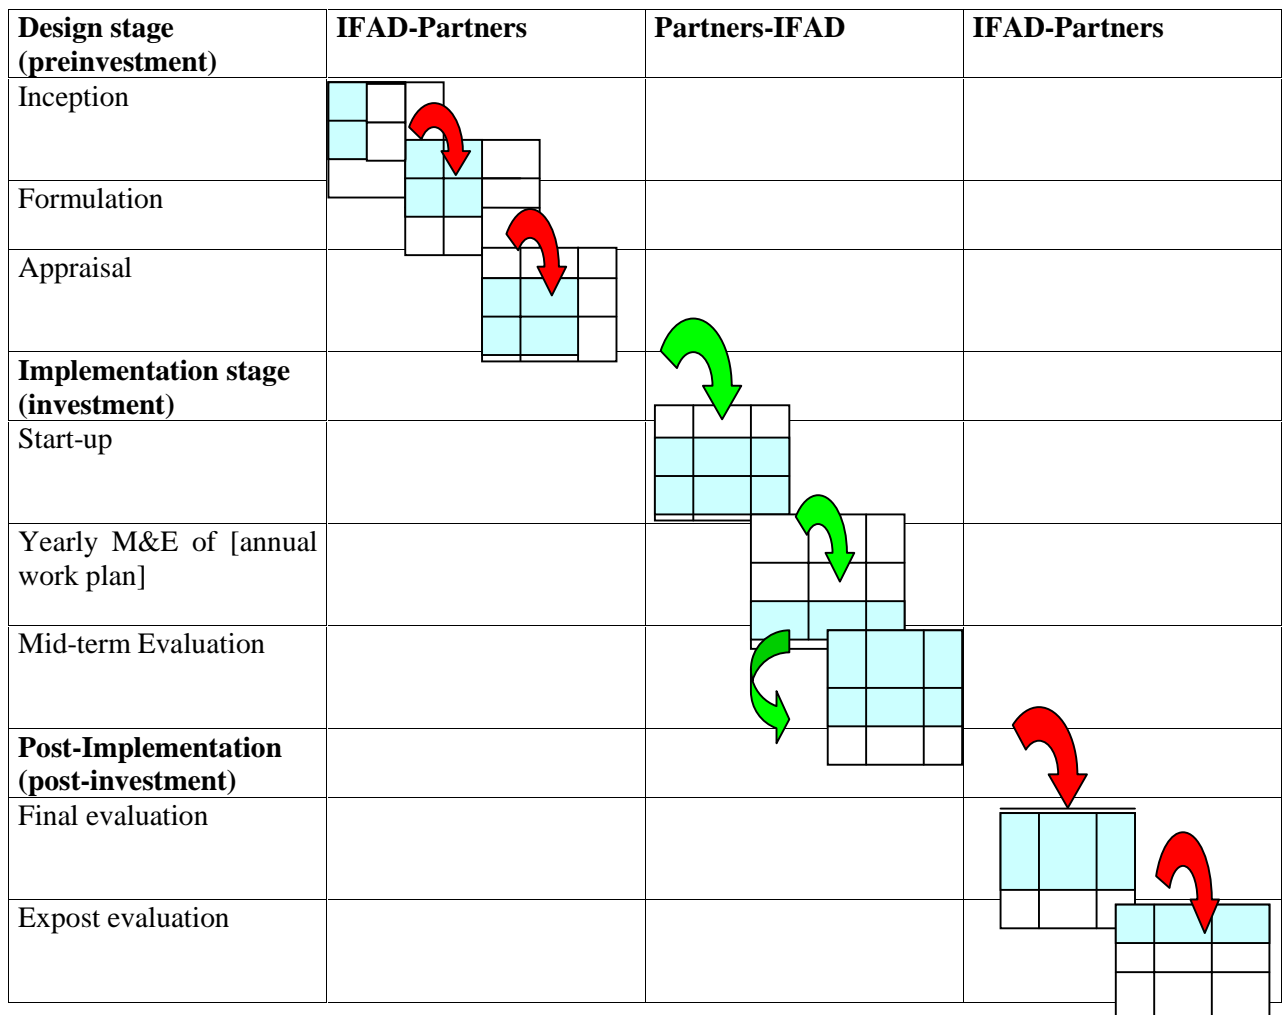 Design stage IFAD-Partners Partners-IFAD IFAD-Partners
(preinvestment)
Inception
Formulation
Appraisal
Implementation stage
(investment)
Start-up
Yearly M&E of [annual
work plan]
Mid-term Evaluation
Post-Implementation
(post-investment)
Final evaluation
Expost evaluation